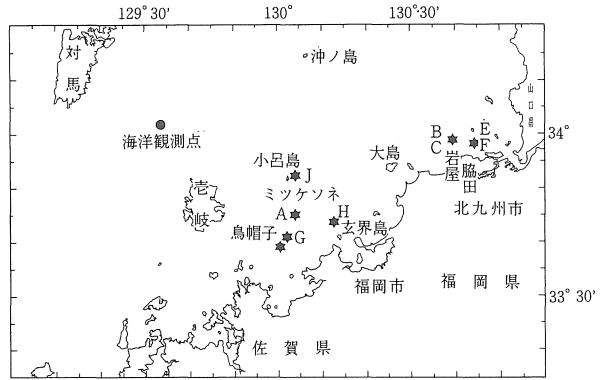 129°30′
130°
130°30′
対馬
沖ノ島
山口県
海洋観測点
34°
B
C
岩屋
E
F
脇田
大島
小呂島
J
ミツケソネ
壱岐
A
H
玄界島
北九州市
烏帽子
G
福岡市
福岡県
33°30′
佐賀県